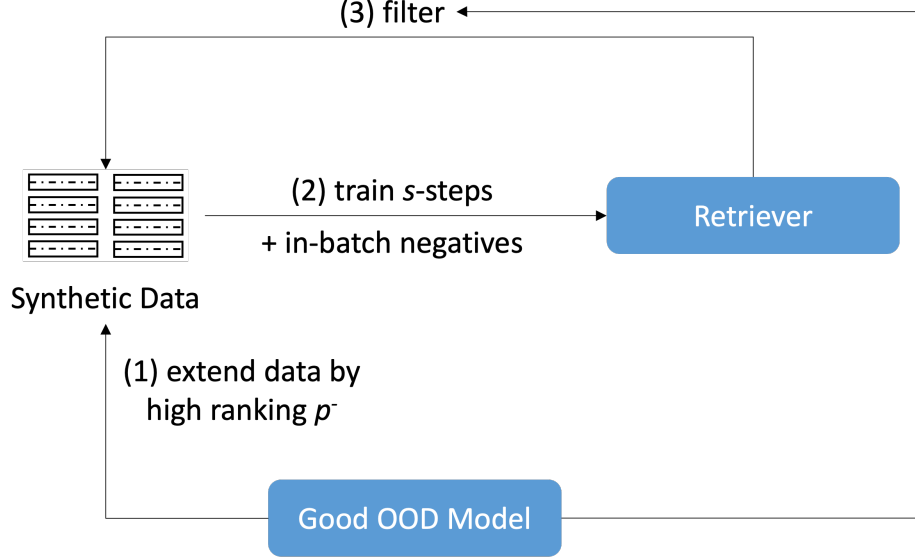 (3) filter
(2) train s-steps
+ in-batch negatives
Retriever
Synthetic Data
(1) extend data by
high ranking p-
Good OOD Model